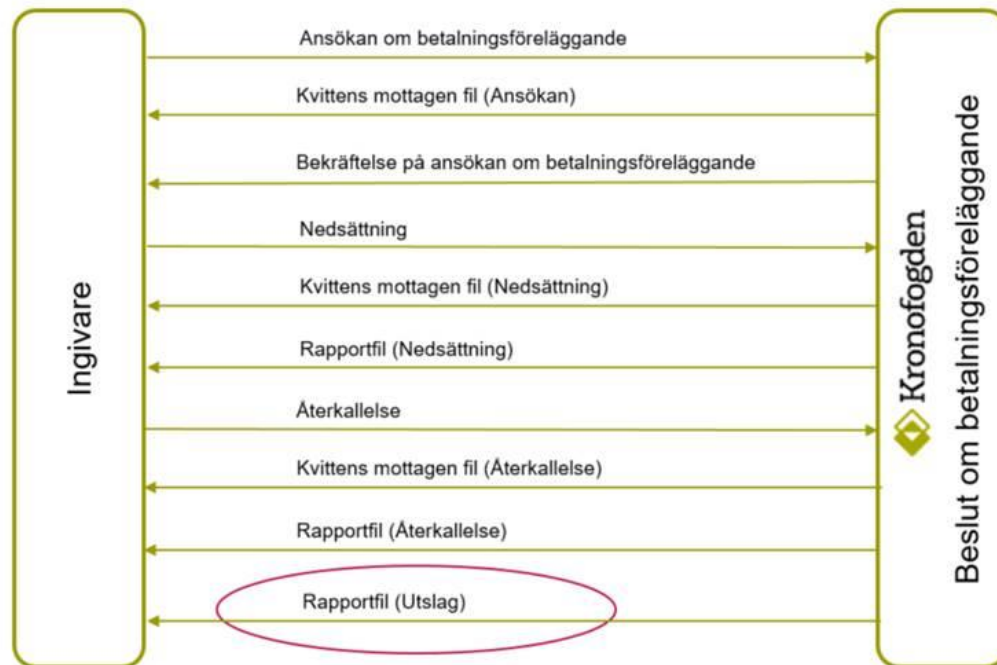 Ansökan om betalningsföreläggande
Kvittens mottagen fil (Ansökan)
Bekräftelse på ansökan om betalningsföreläggande
Nedsättning
Kvittens mottagen fil (Nedsättning)
Rapportfil (Nedsättning)
Återkallelse
Kvittens mottagen fil (Återkallelse)
Rapportfil (Återkallelse)
Rapportfil (Utslag)
Ingivare
Kronofogden
Beslut om betalningsföreläggande